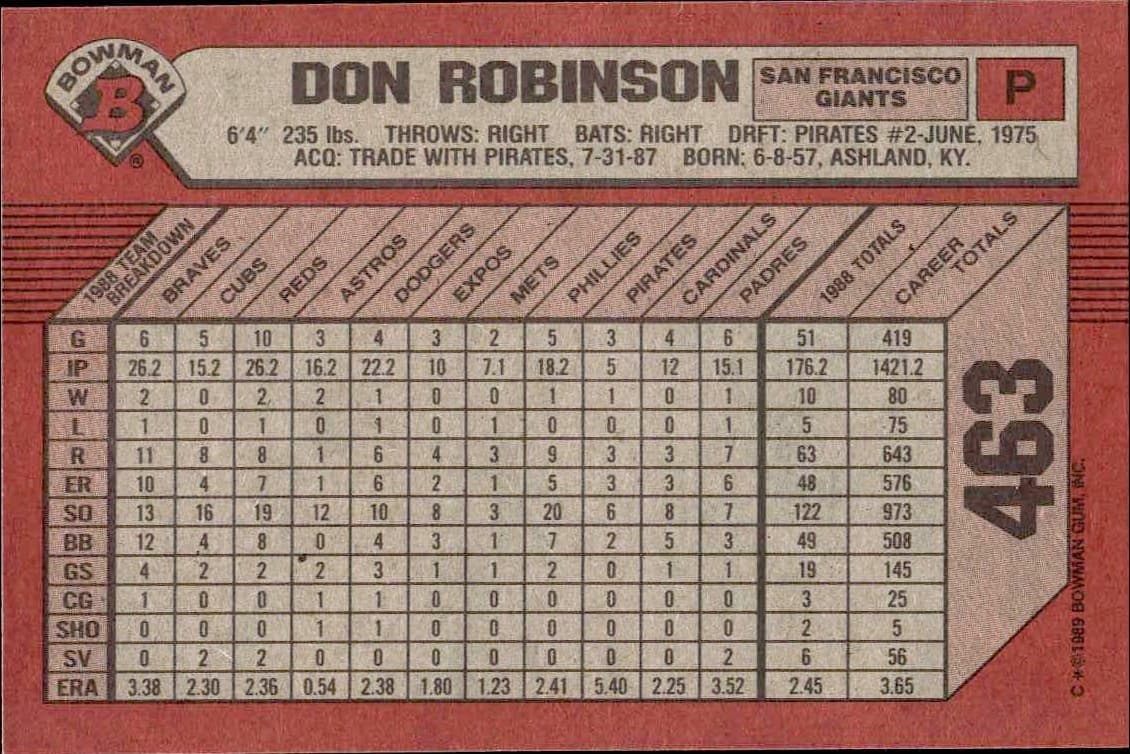 BOWMAN
B
®
DON ROBINSON
SAN FRANCISCO
GIANTS
P
6'4" 235 lbs. THROWS: RIGHT BATS: RIGHT DRFT: PIRATES #2-JUNE, 1975
ACQ: TRADE WITH PIRATES, 7-31-87 BORN: 6-8-57, ASHLAND, KY.
1988 TEAM
BREAKDOWN
BRAVES CUBS REDS ASTROS DODGERS EXPOS METS PHILLIES PIRATES CARDINALS PADRES 1988 TOTALS CAREER TOTALS
G 6 5 10 3 4 3 2 5 3 4 6 51 419
IP 26.2 15.2 26.2 16.2 22.2 10 7.1 18.2 5 12 15.1 176.2 1421.2
W 2 0 2 2 1 0 0 1 1 0 1 10 80
L 1 0 1 0 1 0 1 0 0 0 1 5 75
R 11 8 8 1 6 4 3 9 3 3 7 63 643
ER 10 4 7 1 6 2 1 5 3 3 6 48 576
SO 13 16 19 12 10 8 3 20 6 8 7 122 973
BB 12 4 8 0 4 3 1 7 2 5 3 49 508
GS 4 2 2 2 3 1 1 2 0 1 1 19 145
CG 1 0 0 1 1 0 0 0 0 0 0 3 25
SHO 0 0 0 1 1 0 0 0 0 0 0 2 5
SV 0 2 2 0 0 0 0 0 0 0 2 6 56
ERA 3.38 2.30 2.36 0.54 2.38 1.80 1.23 2.41 5.40 2.25 3.52 2.45 3.65
463
C**©1989 BOWMAN GUM, INC.